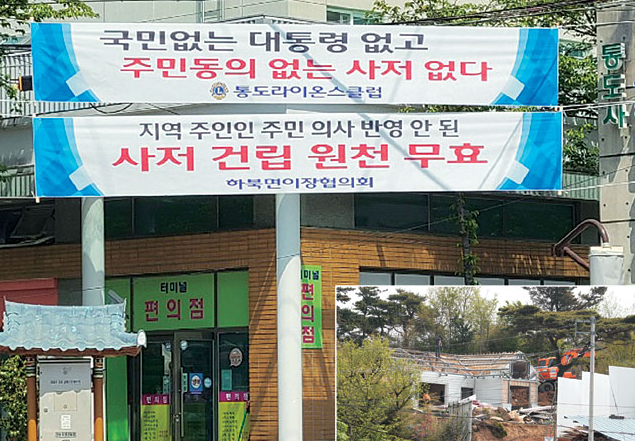 국민없는 대통령 없고
주민동의 없는 사저 없다
통도라이온스클럽
지역 주인인 주민 의사 반영 안 된
사저 건립 원천 무효
하북면이장협의회
통도사
터미널
편의점
터미널
편의점
편의점